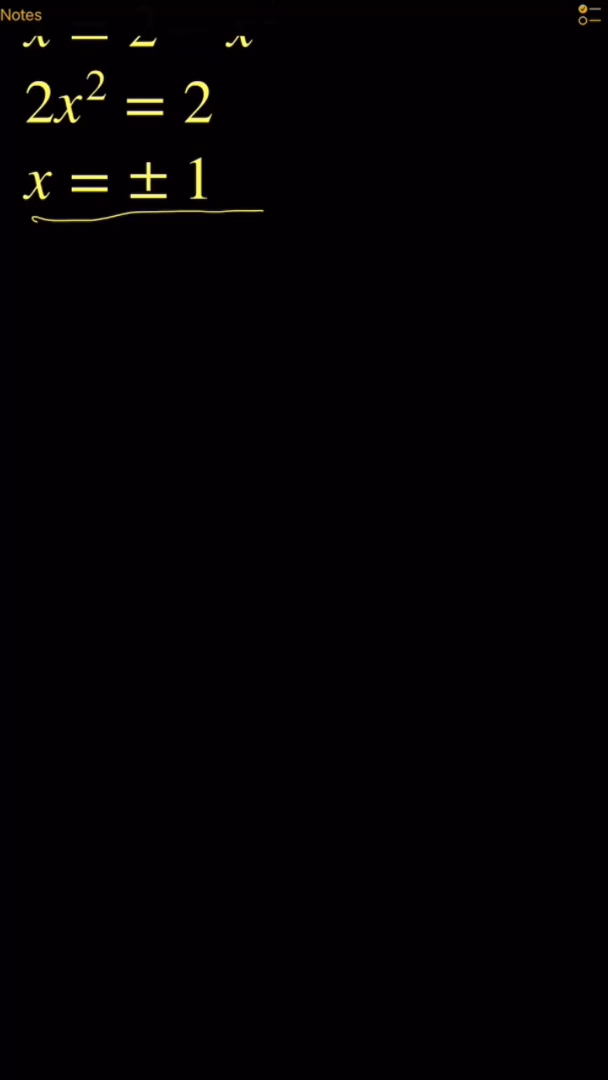 Notes
2x² = 2
x = ± 1